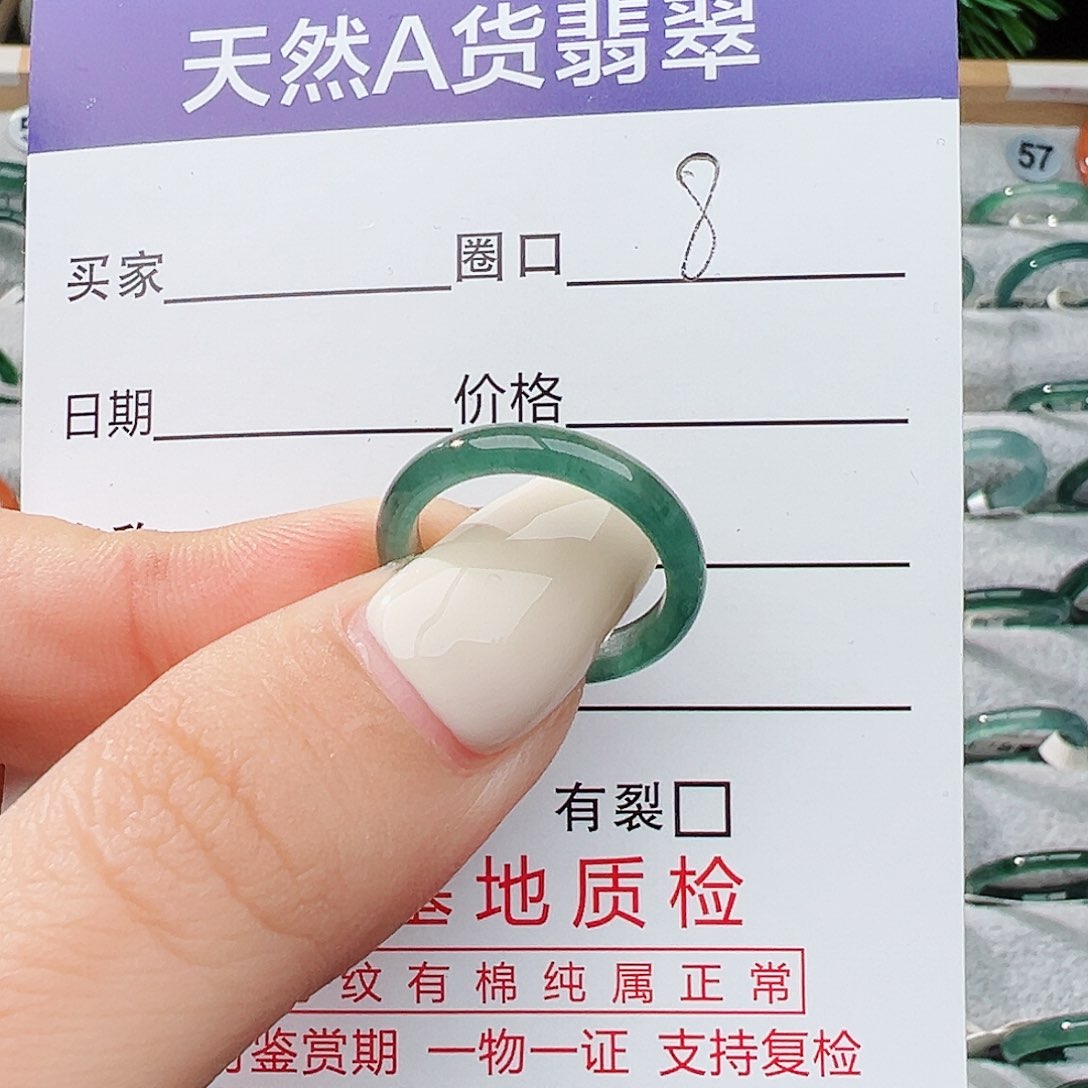 天然A货翡翠
57
买家 圈口 8
日期 价格
有裂
地质检
纹有棉纯属正常
鉴赏期 一物一证 支持复检